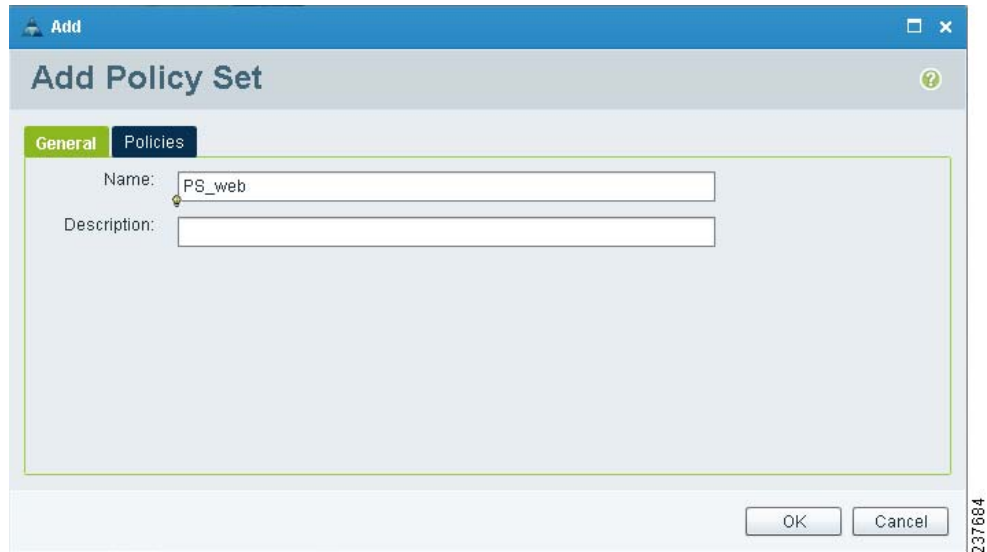 Add
Add Policy Set
General Policies
Name: PS_web
Description:
OK Cancel
237684